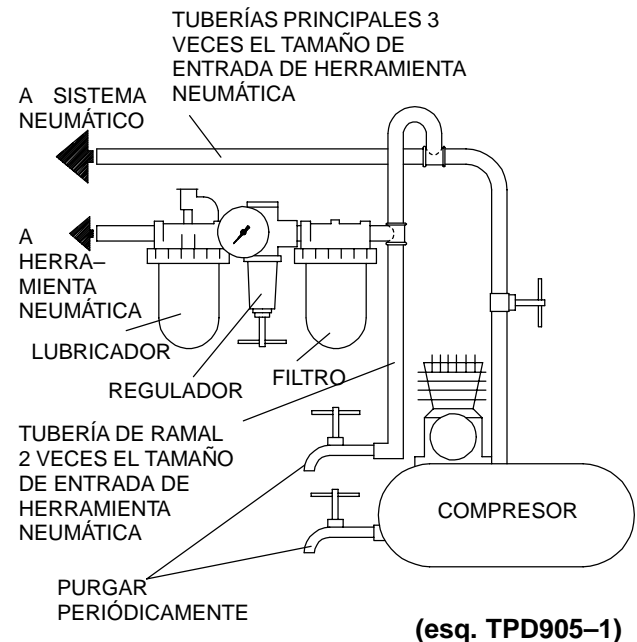 TUBERÍAS PRINCIPALES 3
VECES EL TAMAÑO DE
ENTRADA DE HERRAMIENTA
NEUMÁTICA
A SISTEMA
NEUMÁTICO
A
HERRA–
MIENTA
NEUMÁTICA
LUBRICADOR
REGULADOR
FILTRO
TUBERÍA DE RAMAL
2 VECES EL TAMAÑO
DE ENTRADA DE
HERRAMIENTA
NEUMÁTICA
COMPRESOR
PURGAR
PERIÓDICAMENTE
(esq. TPD905–1)